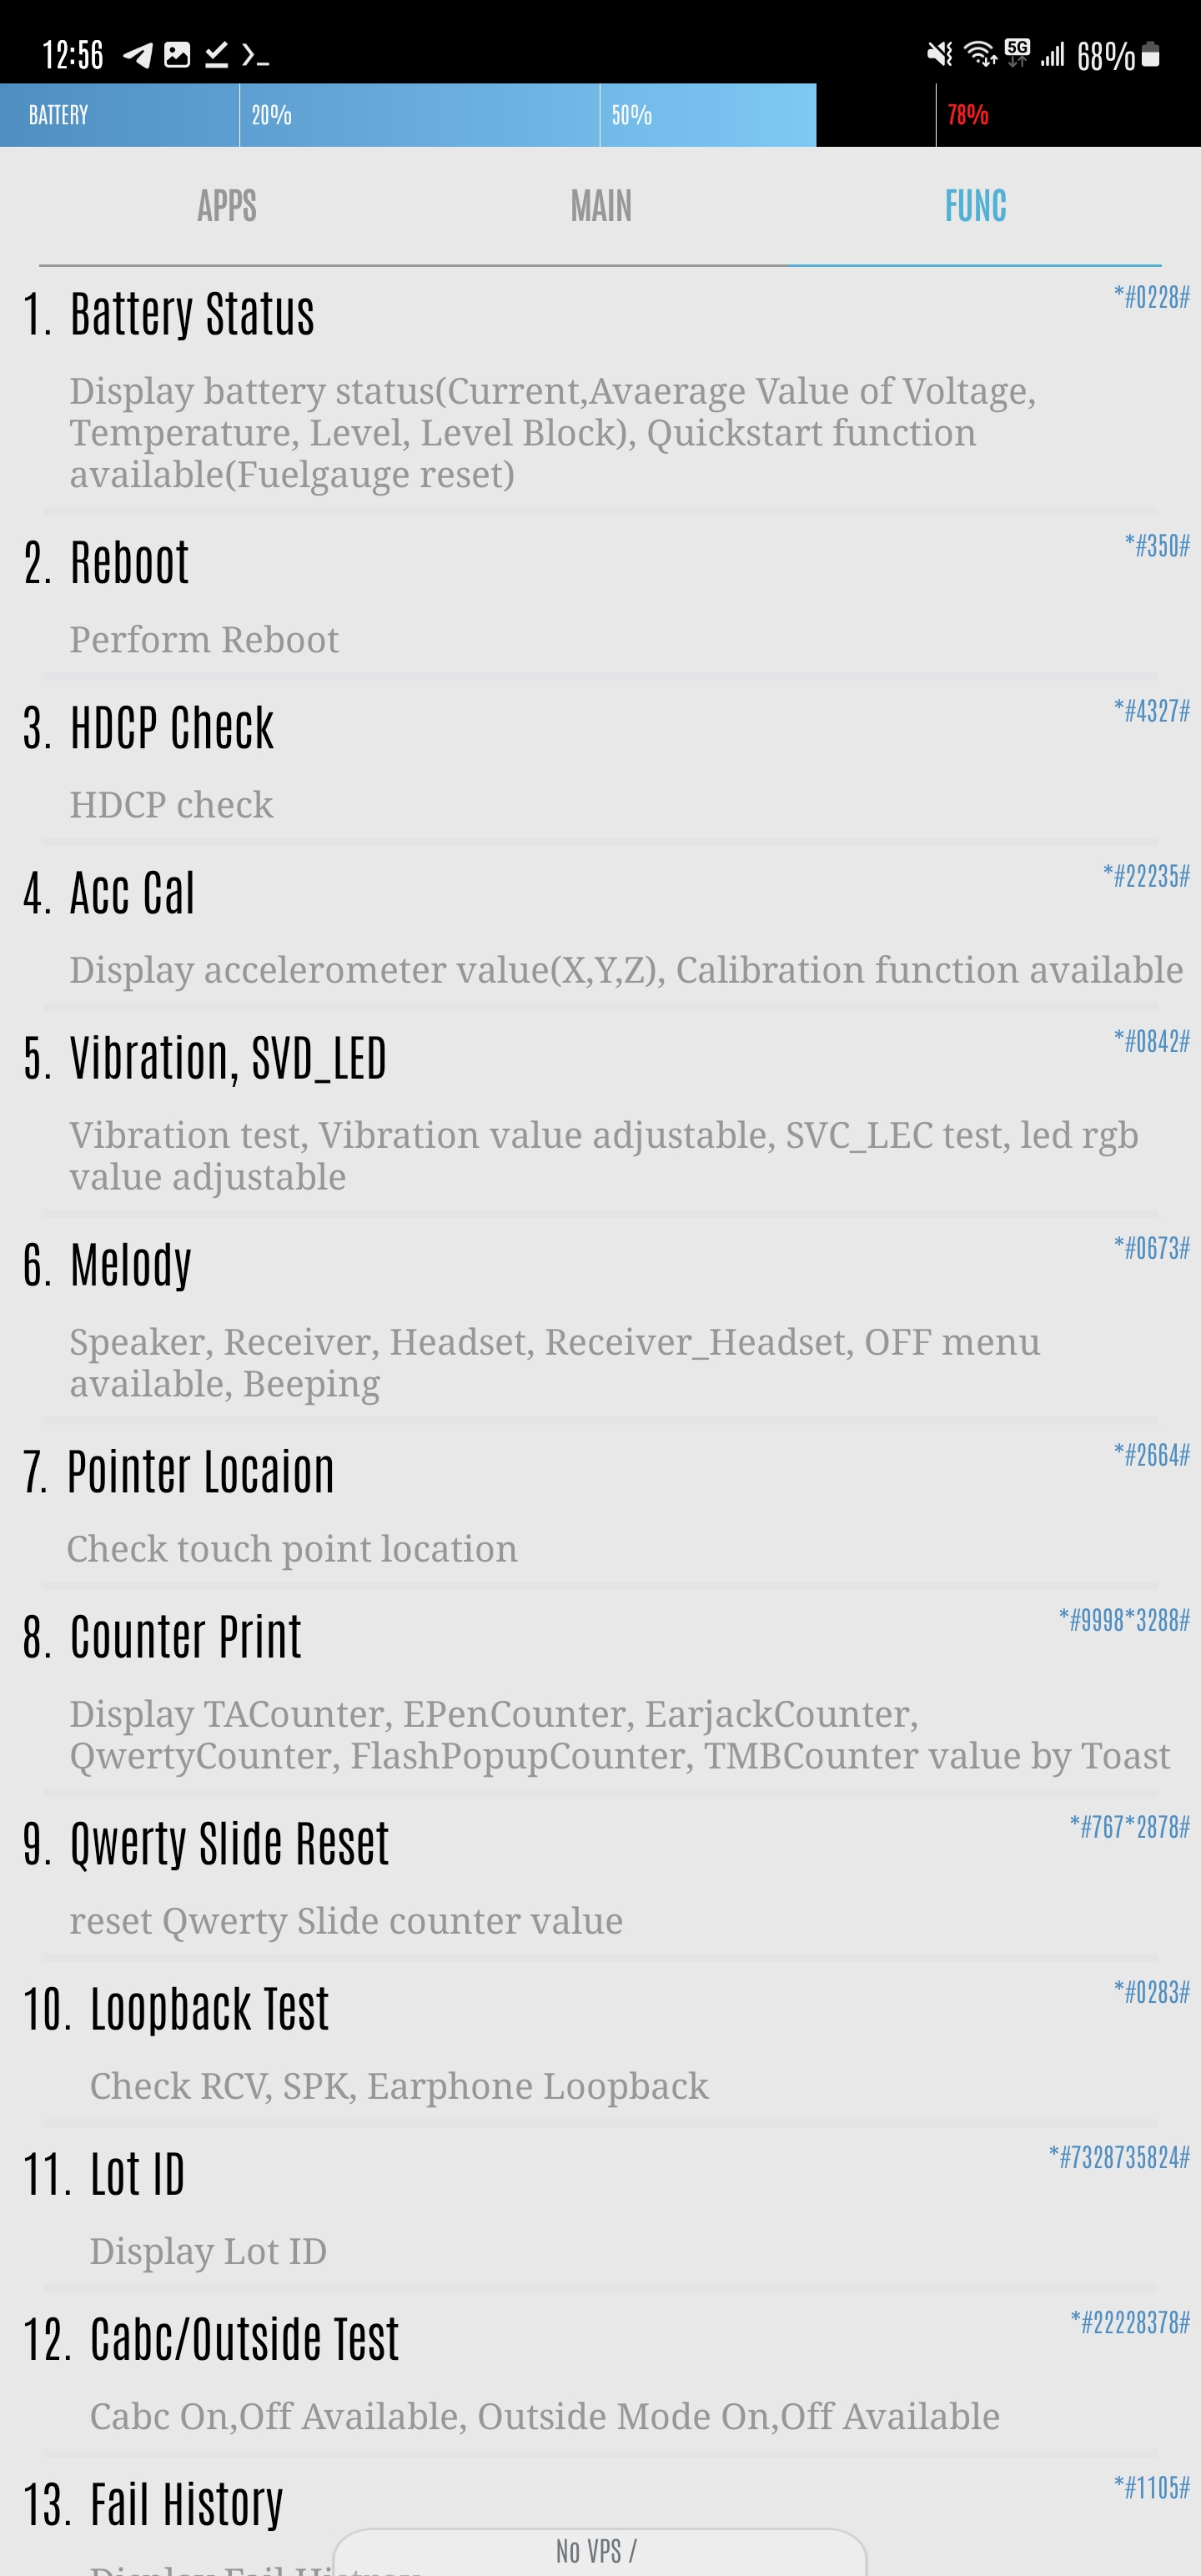 12:56 68%
BATTERY 20% 50% 78%
APPS MAIN FUNC
1. Battery Status *#0228#
Display battery status(Current,Avaerage Value of Voltage,
Temperature, Level, Level Block), Quickstart function
available(Fuelgauge reset)
2. Reboot *#350#
Perform Reboot
3. HDCP Check *#4327#
HDCP check
4. Acc Cal *#22235#
Display accelerometer value(X,Y,Z), Calibration function available
5. Vibration, SVD_LED *#0842#
Vibration test, Vibration value adjustable, SVC_LEC test, led rgb
value adjustable
6. Melody *#0673#
Speaker, Receiver, Headset, Receiver_Headset, OFF menu
available, Beeping
7. Pointer Locaion *#2664#
Check touch point location
8. Counter Print *#9998*3288#
Display TACounter, EPenCounter, EarjackCounter,
QwertyCounter, FlashPopupCounter, TMBCounter value by Toast
9. Qwerty Slide Reset *#767*2878#
reset Qwerty Slide counter value
10. Loopback Test *#0283#
Check RCV, SPK, Earphone Loopback
11. Lot ID *#7328735824#
Display Lot ID
12. Cabc/Outside Test *#22228378#
Cabc On,Off Available, Outside Mode On,Off Available
13. Fail History *#1105#
No VPS /
Display Fail